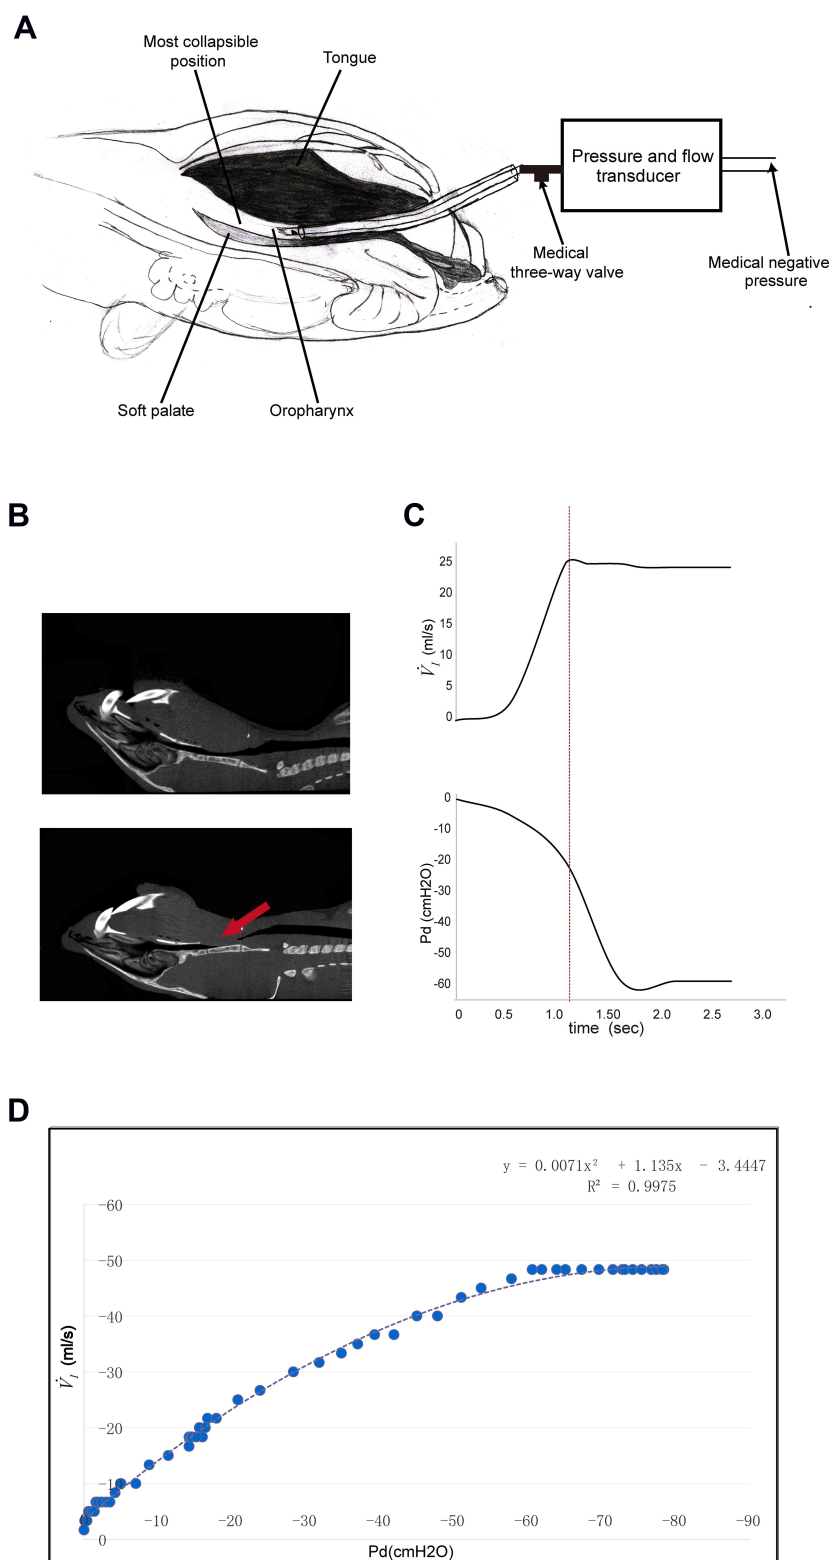 A
Most collapsible
position
Tongue
Pressure and flow
transducer
Medical
three-way valve
Medical negative
pressure
Soft palate
Oropharynx
B
C
25
20
15
10
5
0
V̇I (ml/s)
0
-10
-20
-30
-40
-50
-60
Pd (cmH2O)
0 0.5 1.0 1.50 2.0 2.5 3.0
time (sec)
D
y = 0.0071x² + 1.135x − 3.4447
R² = 0.9975
-60
-50
-40
-30
-20
-10
0
V̇I (ml/s)
-10 -20 -30 -40 -50 -60 -70 -80 -90
Pd(cmH2O)